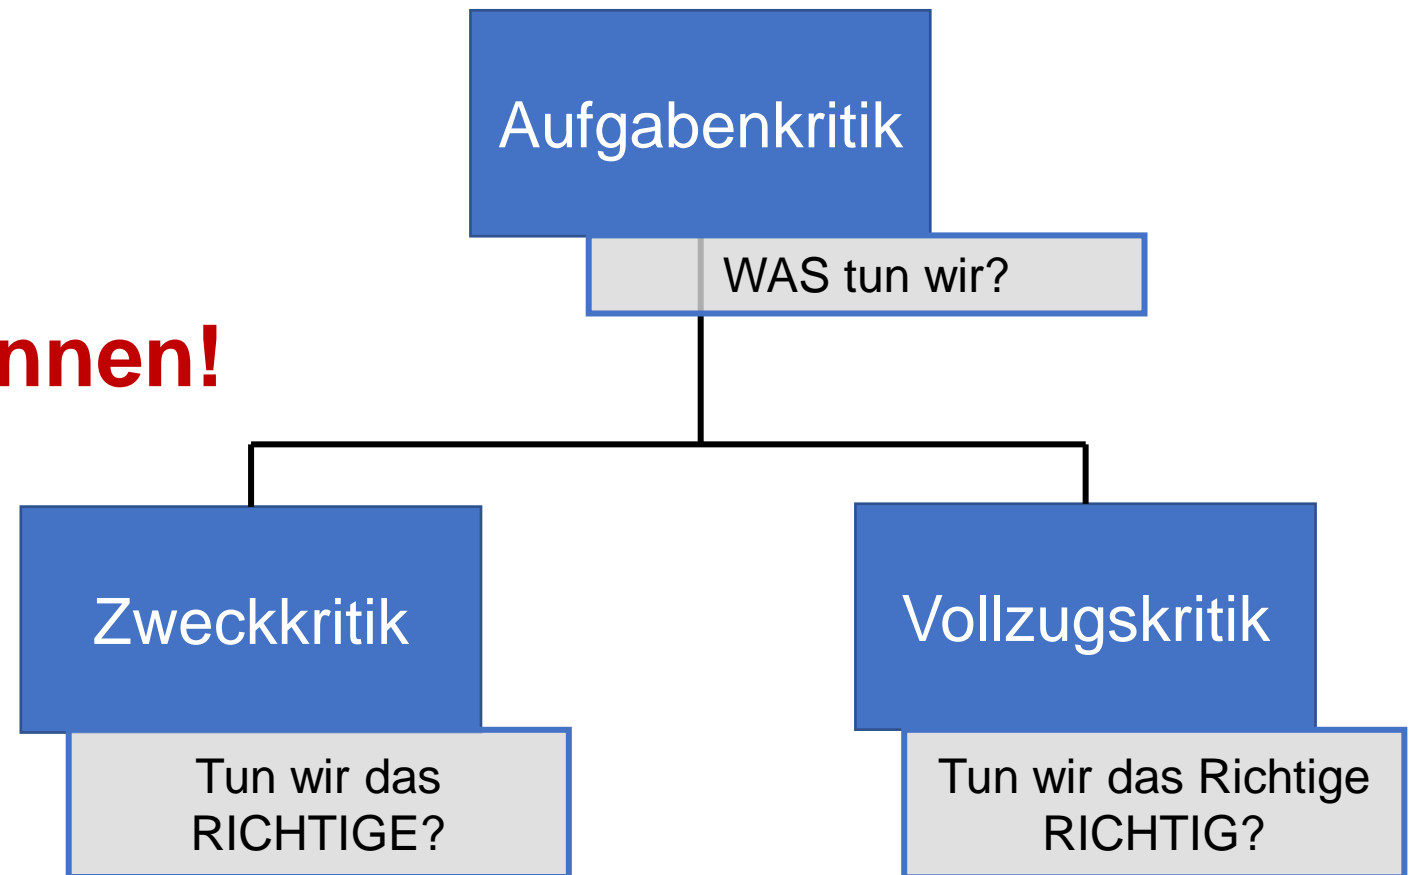 Aufgabenkritik
WAS tun wir?
nnen!
Zweckkritik
Vollzugskritik
Tun wir das
RICHTIGE?
Tun wir das Richtige
RICHTIG?